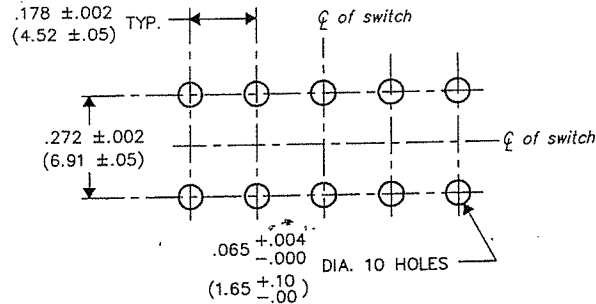 .178 ±.002 TYP.
(4.52 ±.05)
℄ of switch
.272 ±.002
(6.91 ±.05)
℄ of switch
.065 +.004 -.000 DIA. 10 HOLES
(1.65 +.10 -.00)